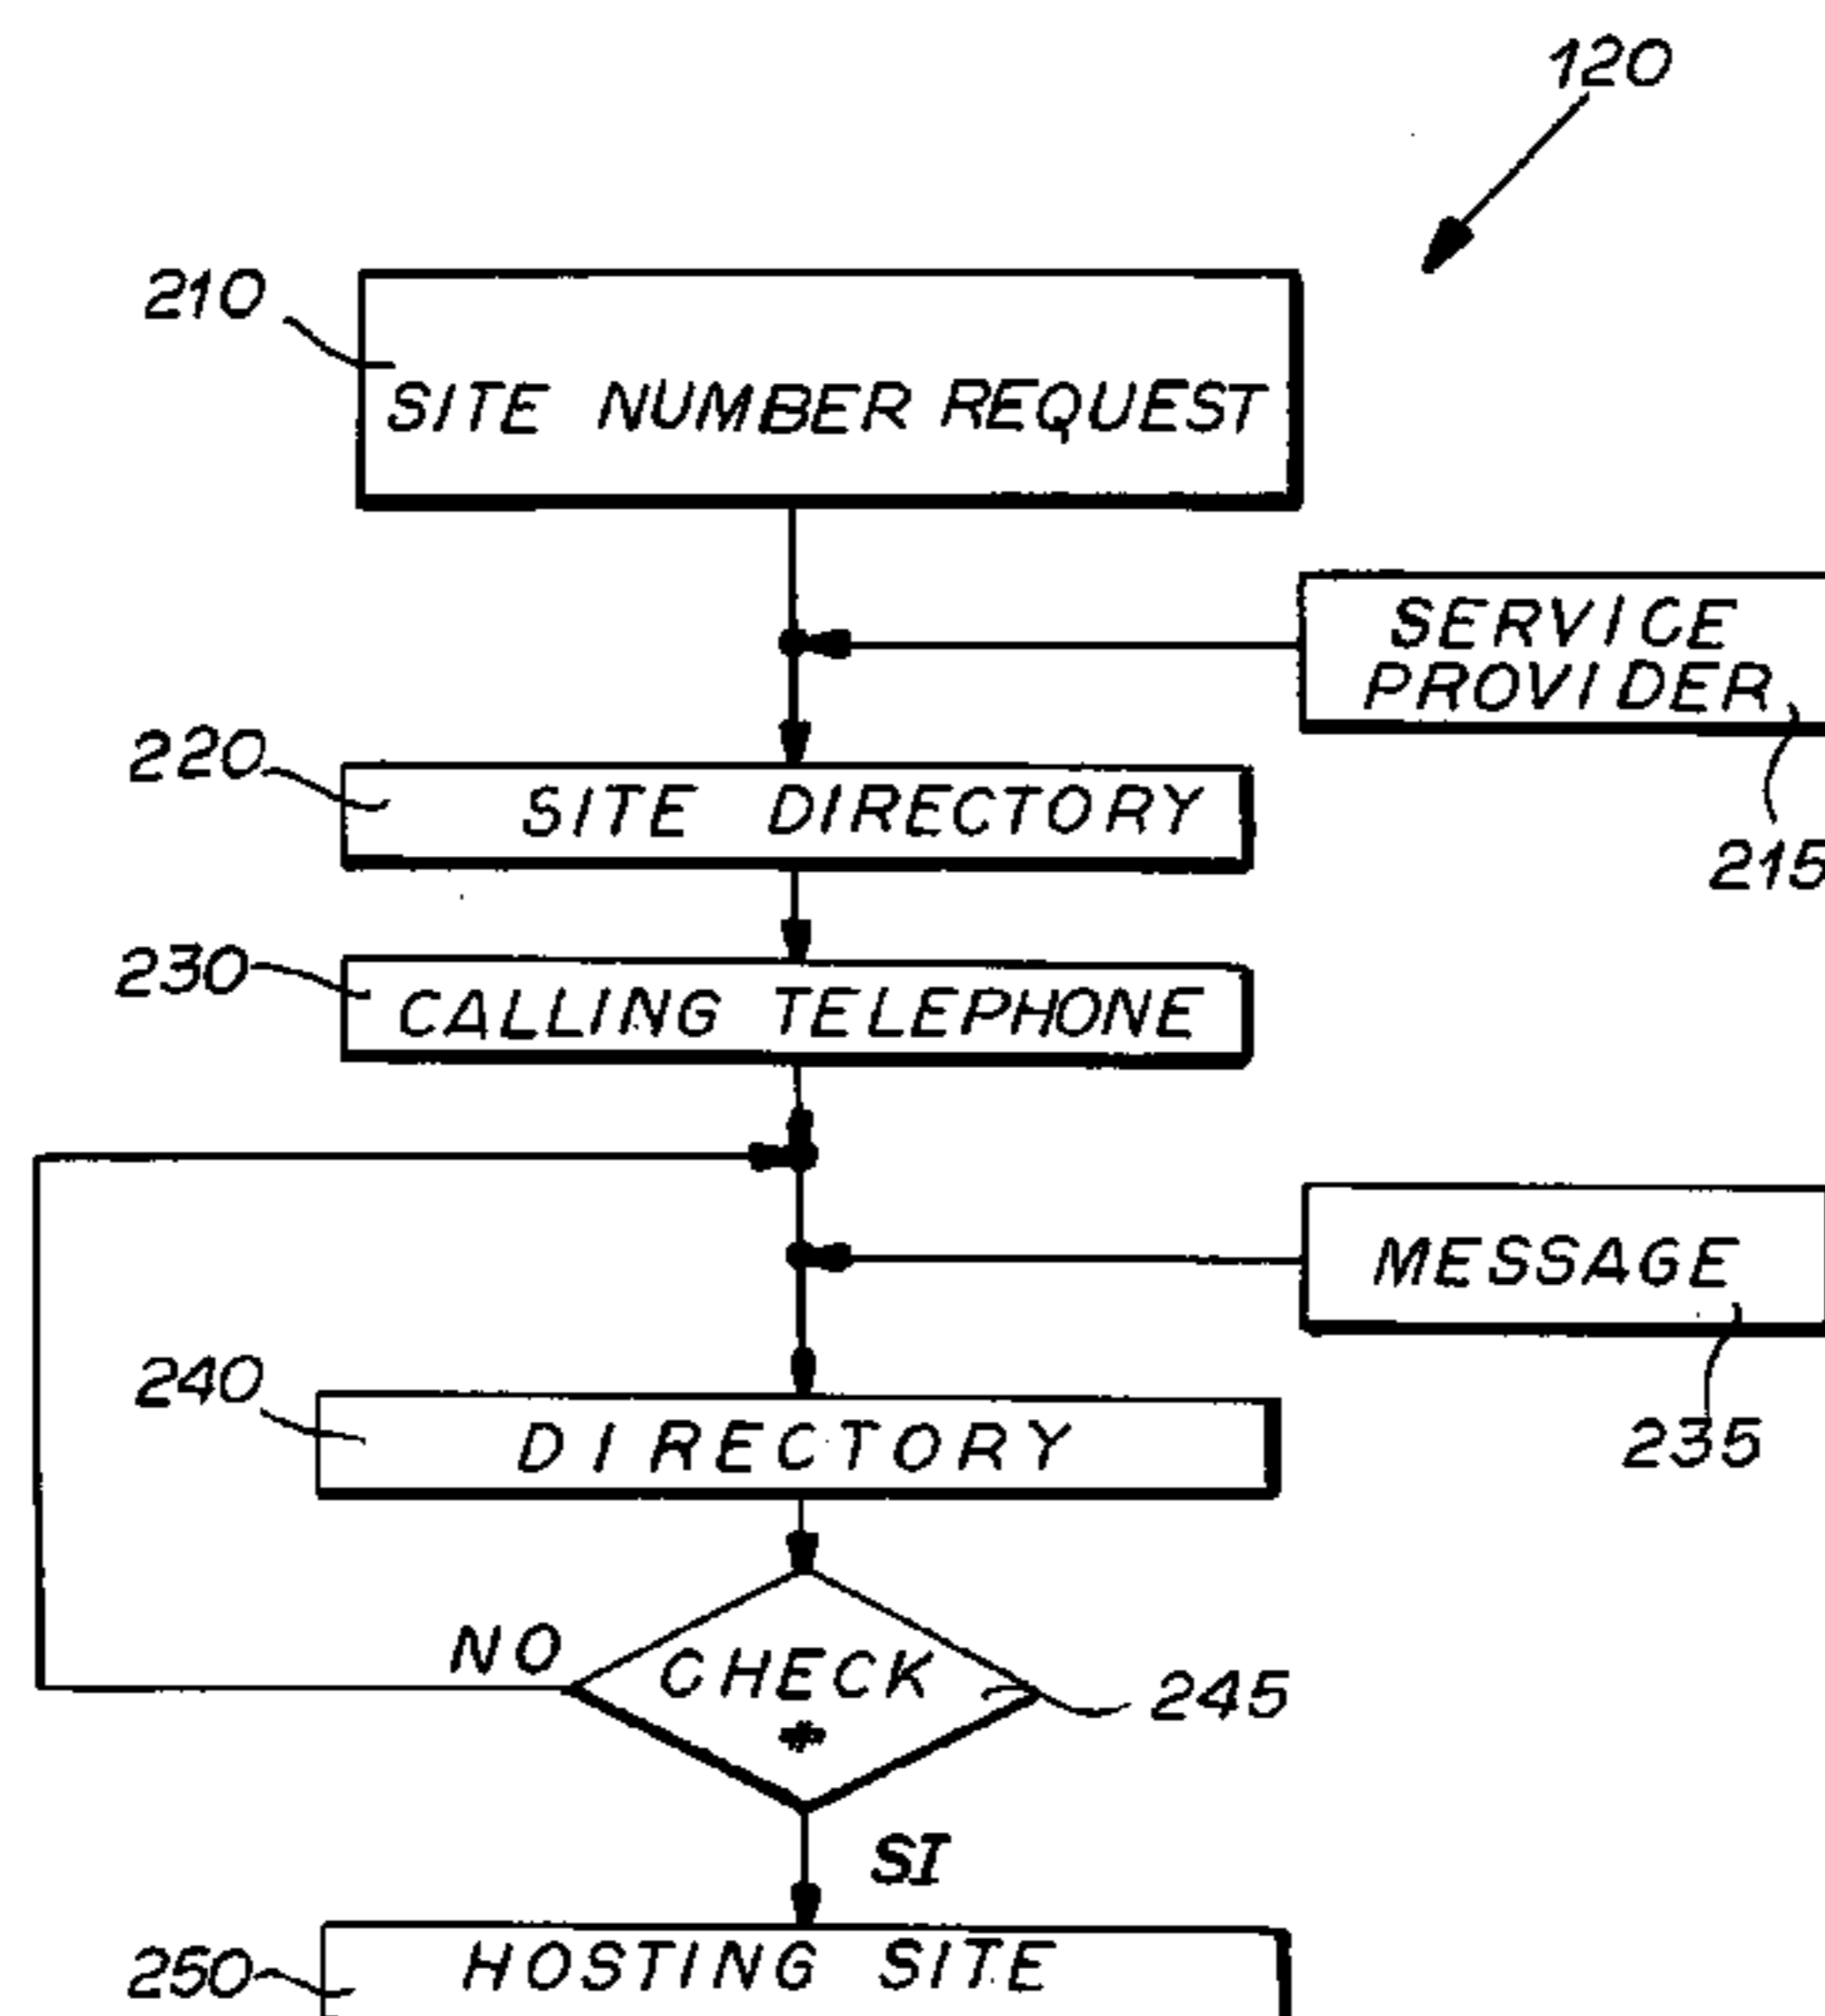 120
210
SITE NUMBER REQUEST
SERVICE
PROVIDER
215
220
SITE DIRECTORY
230
CALLING TELEPHONE
MESSAGE
235
240
DIRECTORY
NO
CHECK
*
245
SI
250
HOSTING SITE